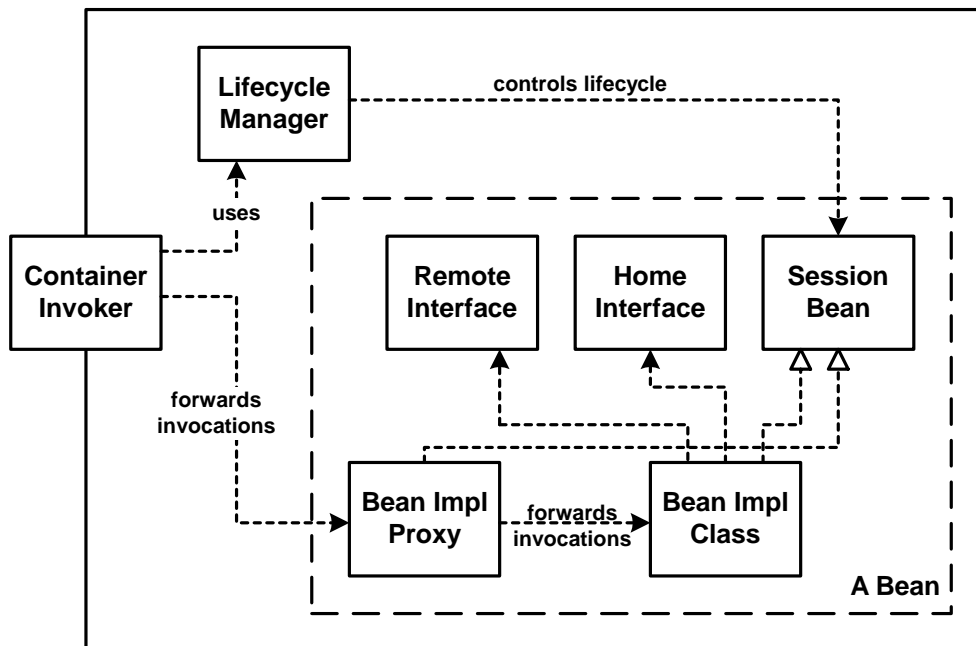 Lifecycle
Manager
controls lifecycle
uses
Container
Invoker
Remote
Interface
Home
Interface
Session
Bean
forwards
invocations
Bean Impl
Proxy
forwards
invocations
Bean Impl
Class
A Bean